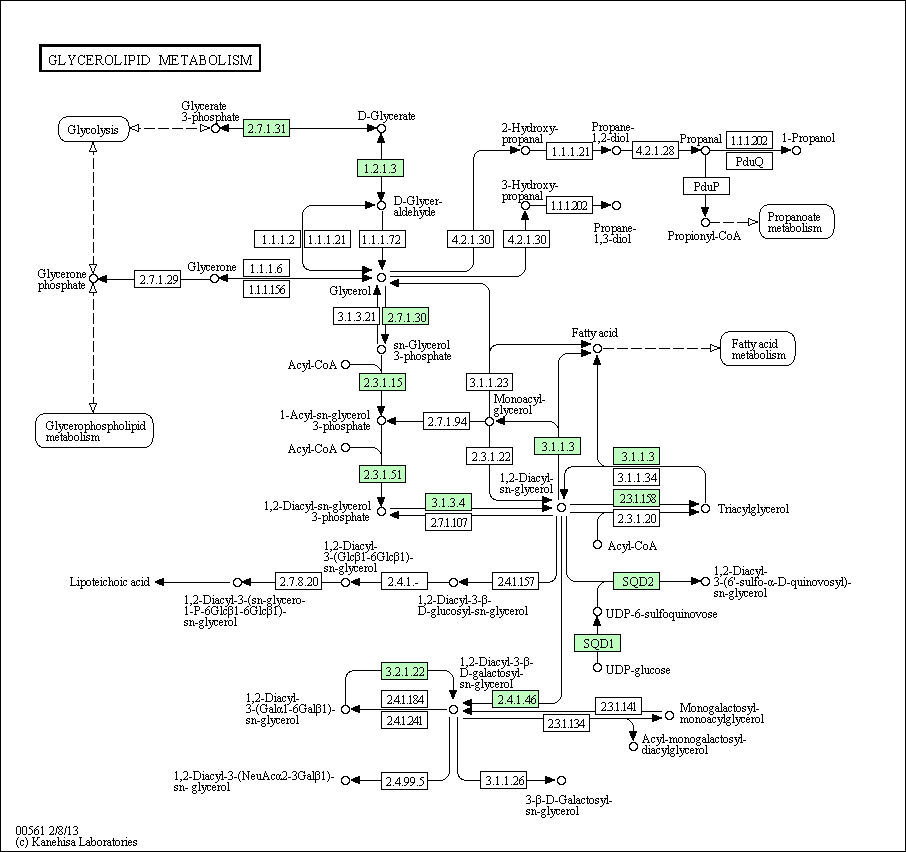 GLYCEROLIPID METABOLISM
Glycolysis
Glycerate
3-phosphate
2.7.1.31
D-Glycerate
1.2.1.3
D-Glycer-
aldehyde
2-Hydroxy-
propanal
1.1.1.21
Propane-
1,2-diol
4.2.1.28
Propanal
1.1.1.202
PduQ
1-Propanol
PduP
3-Hydroxy-
propanal
1.1.1.202
Propane-
1,3-diol
Propionyl-CoA
Propanoate
metabolism
1.1.1.2
1.1.1.21
1.1.1.72
4.2.1.30
4.2.1.30
Glycerone
phosphate
2.7.1.29
Glycerone
1.1.1.6
1.1.1.156
Glycerol
3.1.3.21
2.7.1.30
sn-Glycerol
3-phosphate
Fatty acid
Fatty acid
metabolism
Acyl-CoA
2.3.1.15
3.1.1.23
Monoacyl-
glycerol
1-Acyl-sn-glycerol
3-phosphate
2.7.1.94
Glycerophospholipid
metabolism
Acyl-CoA
2.3.1.51
2.3.1.22
3.1.1.3
3.1.1.3
3.1.1.34
1,2-Diacyl-
sn-glycerol
2.3.1.158
2.3.1.20
Triacylglycerol
1,2-Diacyl-sn-glycerol
3-phosphate
3.1.3.4
2.7.1.107
Acyl-CoA
1,2-Diacyl-
3-(Glcβ1-6Glcβ1)-
sn-glycerol
Lipoteichoic acid
2.7.8.20
2.4.1.-
2.4.1.157
SQD2
1,2-Diacyl-
3-(6'-sulfo-α-D-quinovosyl)-
sn-glycerol
1,2-Diacyl-3-(sn-glycero-
1-P-6Glcβ1-6Glcβ1)-
sn-glycerol
1,2-Diacyl-3-β-
D-glucosyl-sn-glycerol
UDP-6-sulfoquinovose
SQD1
UDP-glucose
3.2.1.22
1,2-Diacyl-3-β-
D-galactosyl-
sn-glycerol
1,2-Diacyl-
3-(Galα1-6Galβ1)-
sn-glycerol
2.4.1.184
2.4.1.241
2.4.1.46
2.3.1.141
2.3.1.134
Monogalactosyl-
monoacylglycerol
Acyl-monogalactosyl-
diacylglycerol
1,2-Diacyl-3-(NeuAcα2-3Galβ1)-
sn- glycerol
2.4.99.5
3.1.1.26
3-β-D-Galactosyl-
sn-glycerol
00561 2/8/13
(c) Kanehisa Laboratories